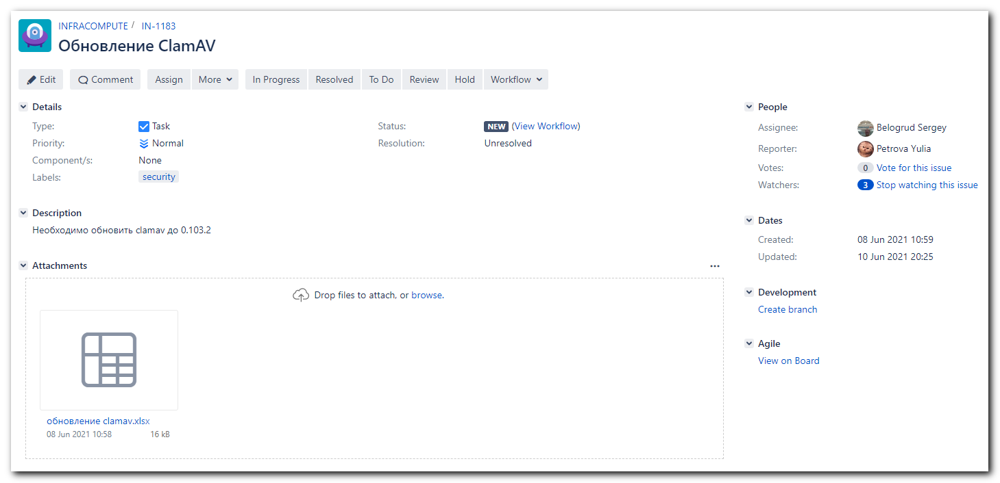 INFRACOMPUTE / IN-1183
Обновление ClamAV
Edit Comment Assign More In Progress Resolved To Do Review Hold Workflow
Details
Type: Task
Priority: Normal
Component/s: None
Labels: security
Status: NEW (View Workflow)
Resolution: Unresolved
Description
Необходимо обновить clamav до 0.103.2
Attachments
Drop files to attach, or browse.
обновление clamav.xlsx
08 Jun 2021 10:58 16 kB
People
Assignee: Belogrud Sergey
Reporter: Petrova Yulia
Votes: 0 Vote for this issue
Watchers: 3 Stop watching this issue
Dates
Created: 08 Jun 2021 10:59
Updated: 10 Jun 2021 20:25
Development
Create branch
Agile
View on Board